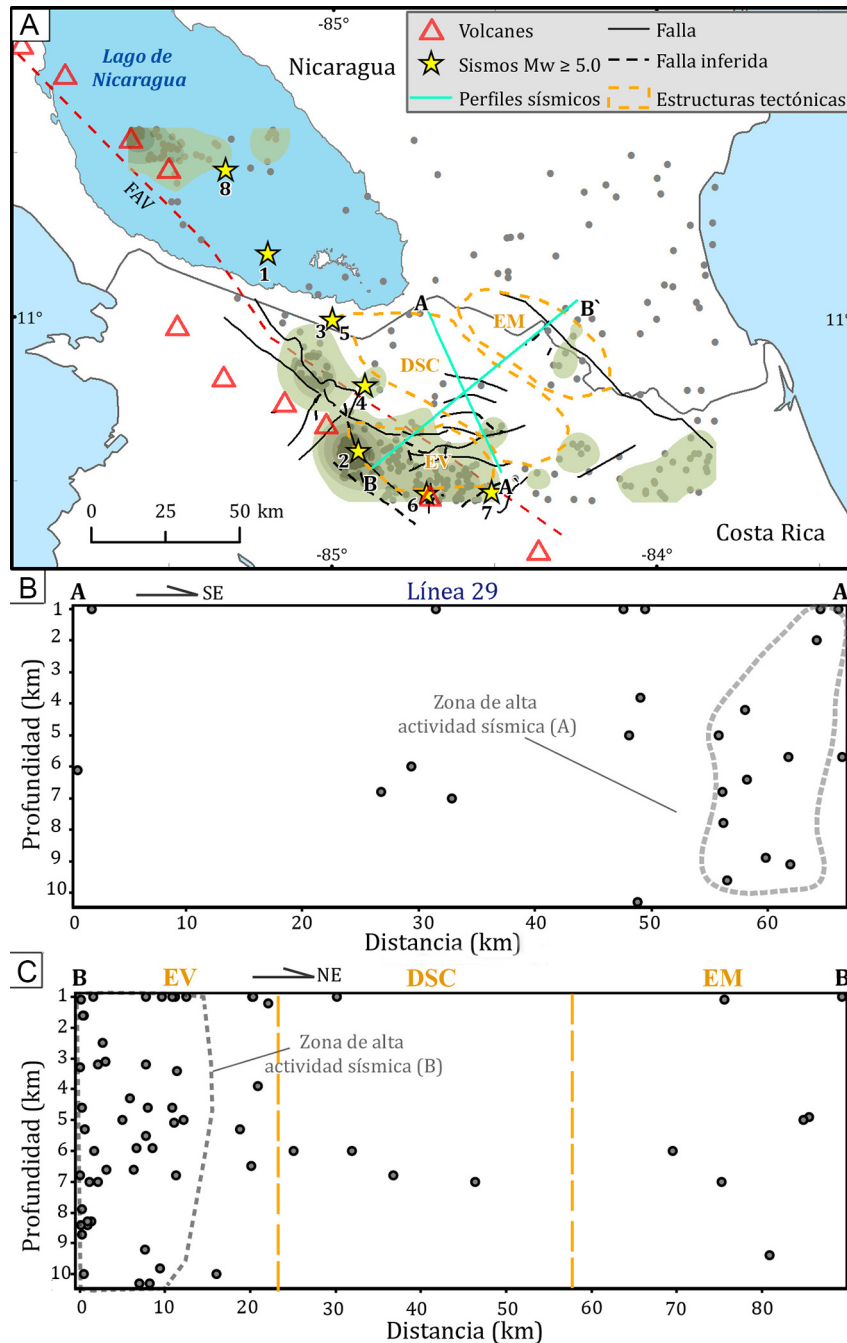 A
-85°
-84°
Lago de
Nicaragua
Nicaragua
Volcanes
Falla
Sismos Mw ≥ 5.0
Falla inferida
Perfiles sísmicos
Estructuras tectónicas
FAV
8
1
11°
11°
A
B`
3
5
EM
DSC
4
2
EV
B
A`
6
7
0 25 50 km
Costa Rica
-85°
-84°
B
A
SE
Línea 29
A
Profundidad (km)
1
2
3
4
5
6
7
8
9
10
Zona de alta
actividad sísmica (A)
0 10 20 30 40 50 60
Distancia (km)
C
B
EV
NE
DSC
EM
B
Profundidad (km)
1
2
3
4
5
6
7
8
9
10
Zona de alta
actividad sísmica (B)
0 10 20 30 40 50 60 70 80
Distancia (km)